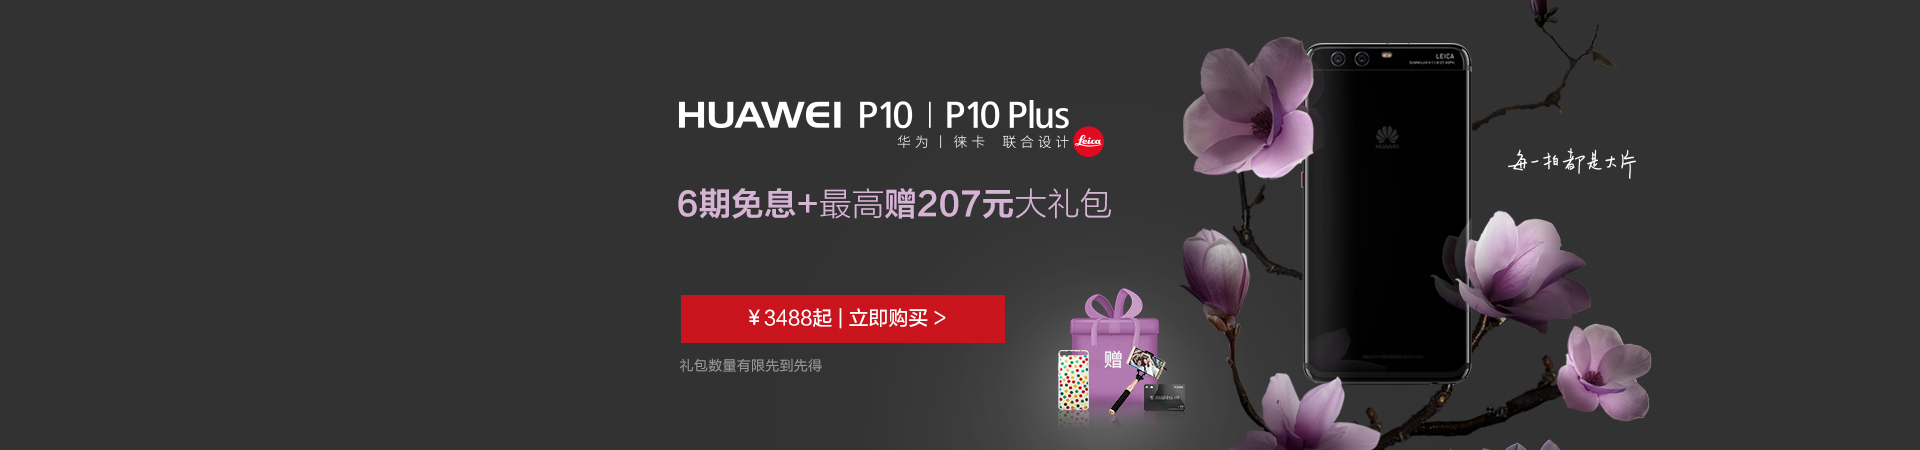 HUAWEI P10 | P10 Plus
华为 | 徕卡 联合设计 Leica
6期免息+最高赠207元大礼包
¥3488起 | 立即购买 >
礼包数量有限先到先得
赠
LEICA
HUAWEI
每一拍都是大片